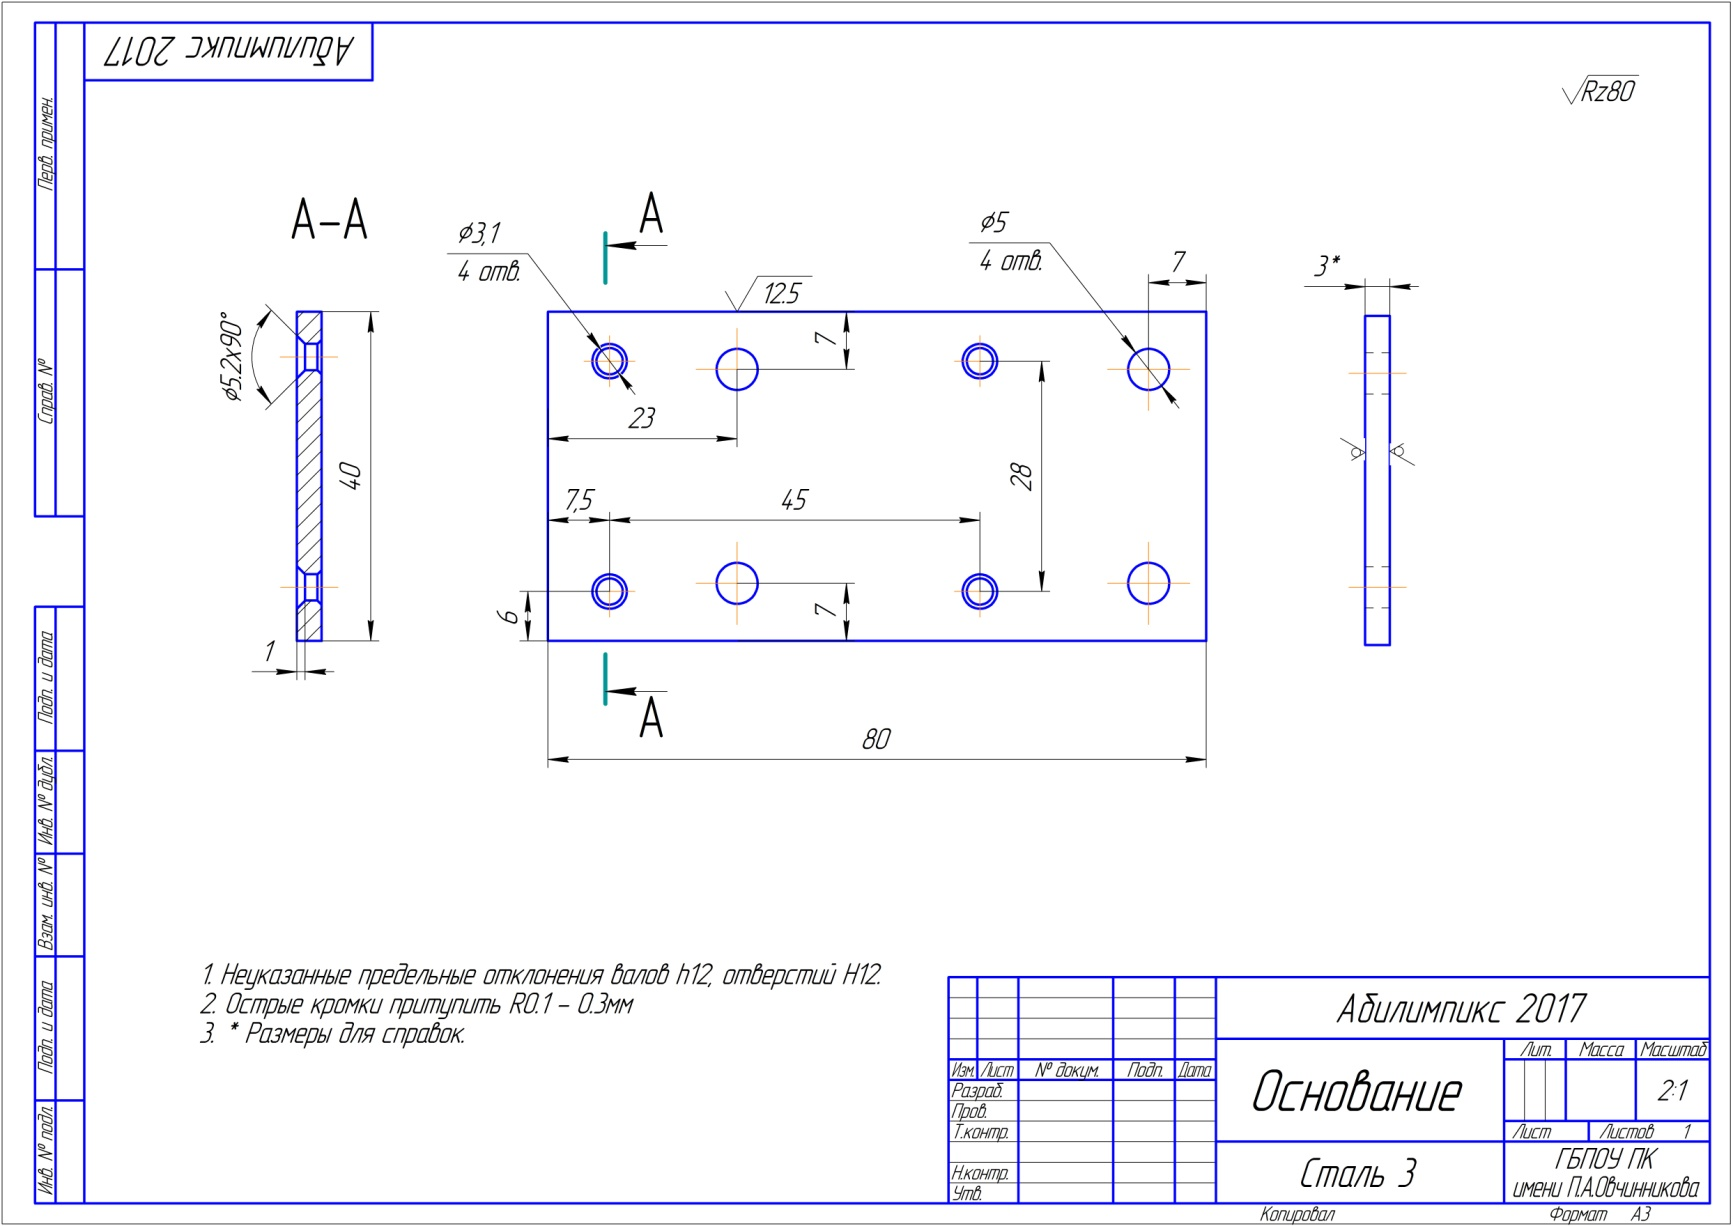 Абилимпикс 2017
Rz80
Перв. примен.
Справ. №
Подп. и дата
Инв. № дубл.
Взам. инв. №
Подп. и дата
Инв. № подл.
А-А
А
ϕ3,1
4 отв.
ϕ5
4 отв.
7
3*
12.5
7
ϕ5.2x90°
23
40
28
7,5
45
6
7
1
А
80
1. Неуказанные предельные отклонения валов h12, отверстий H12.
2. Острые кромки притупить R0.1 - 0.3мм
3. * Размеры для справок.
Абилимпикс 2017
Изм. Лист № докум. Подп. Дата
Разраб.
Пров.
Т.контр.
Н.контр.
Утв.
Основание
Лит. Масса Масштаб
2:1
Лист Листов 1
Сталь 3
ГБПОУ ПК
имени П.А.Овчинникова
Копировал Формат А3